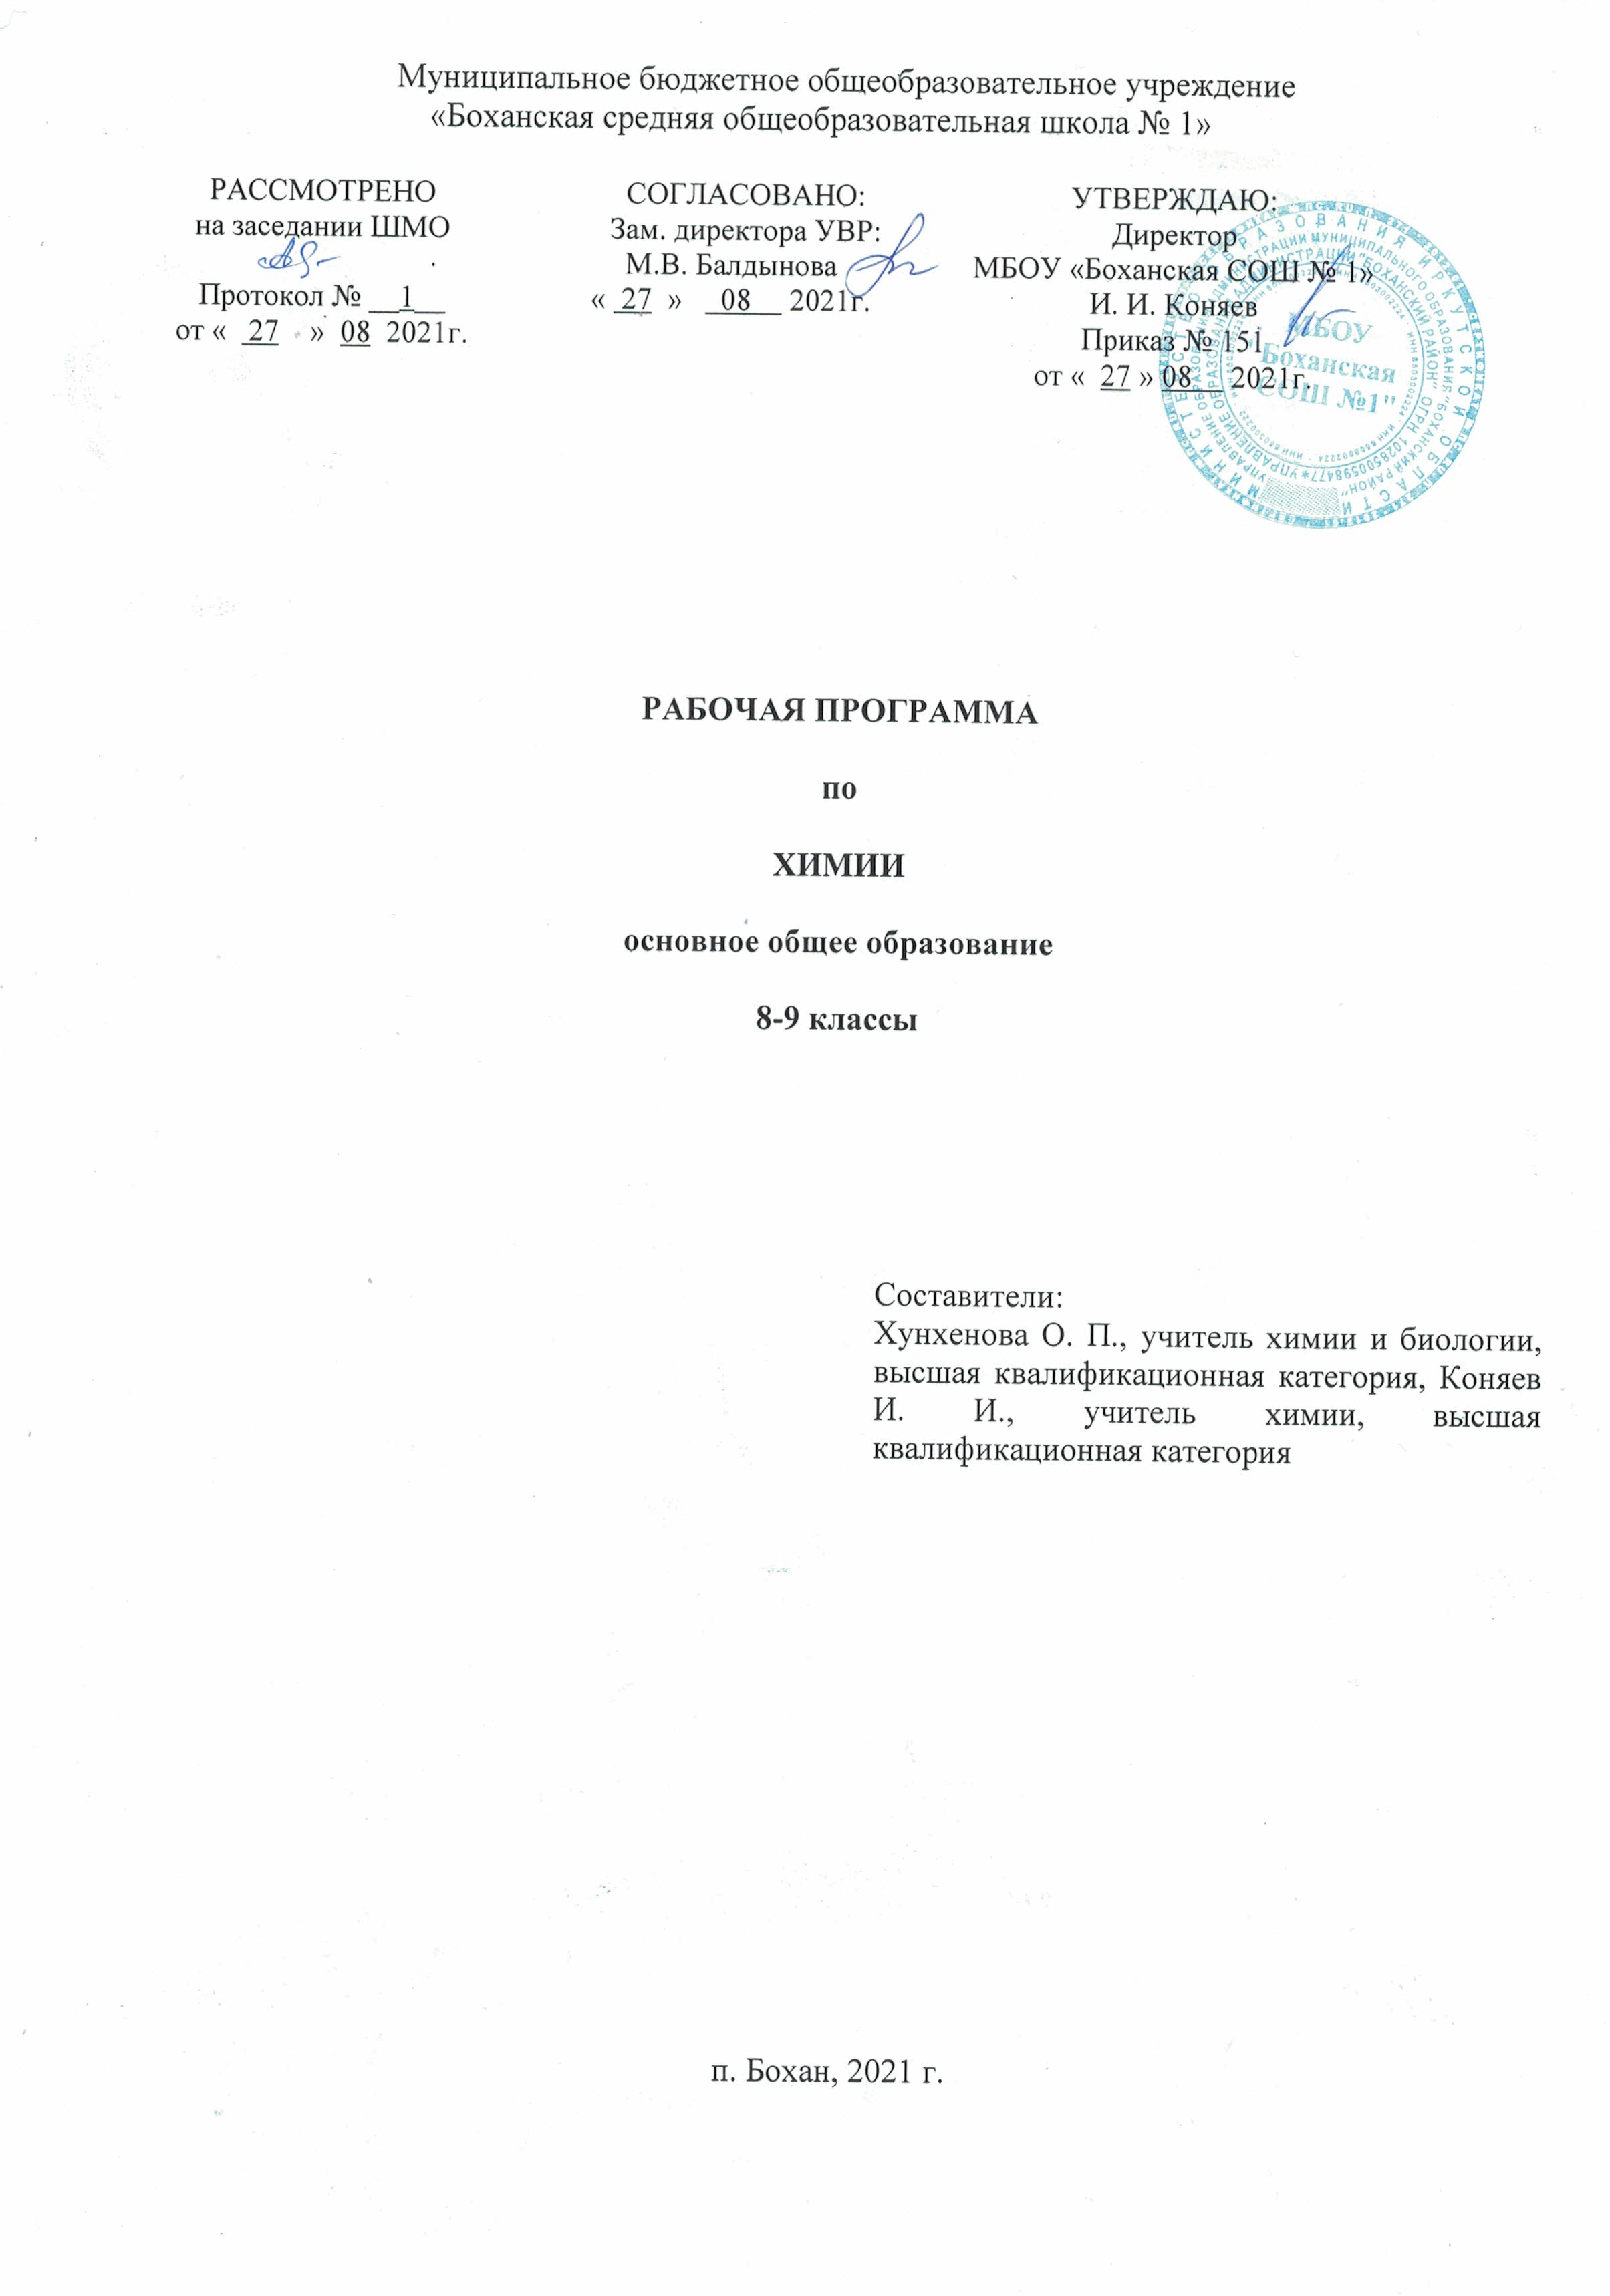 Муниципальное бюджетное общеобразовательное учреждение
«Боханская средняя общеобразовательная школа № 1»
РАССМОТРЕНО
на заседании ШМО
Протокол № __1__
от « 27 » 08 2021г.
СОГЛАСОВАНО:
Зам. директора УВР:
М.В. Балдынова
« 27 » 08 2021г.
УТВЕРЖДАЮ:
Директор
МБОУ «Боханская СОШ № 1»
И. И. Коняев
Приказ № 151
от « 27 » 08 2021г.
МБОУ
"Боханская
СОШ №1"
РАБОЧАЯ ПРОГРАММА
по
ХИМИИ
основное общее образование
8-9 классы
Составители:
Хунхенова О. П., учитель химии и биологии,
высшая квалификационная категория, Коняев
И. И., учитель химии, высшая
квалификационная категория
п. Бохан, 2021 г.